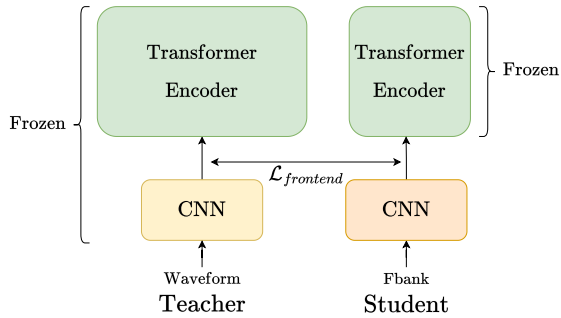 Transformer
Encoder
Transformer
Encoder
Frozen
Frozen
ℒ_frontend
CNN
CNN
Waveform
Teacher
Fbank
Student